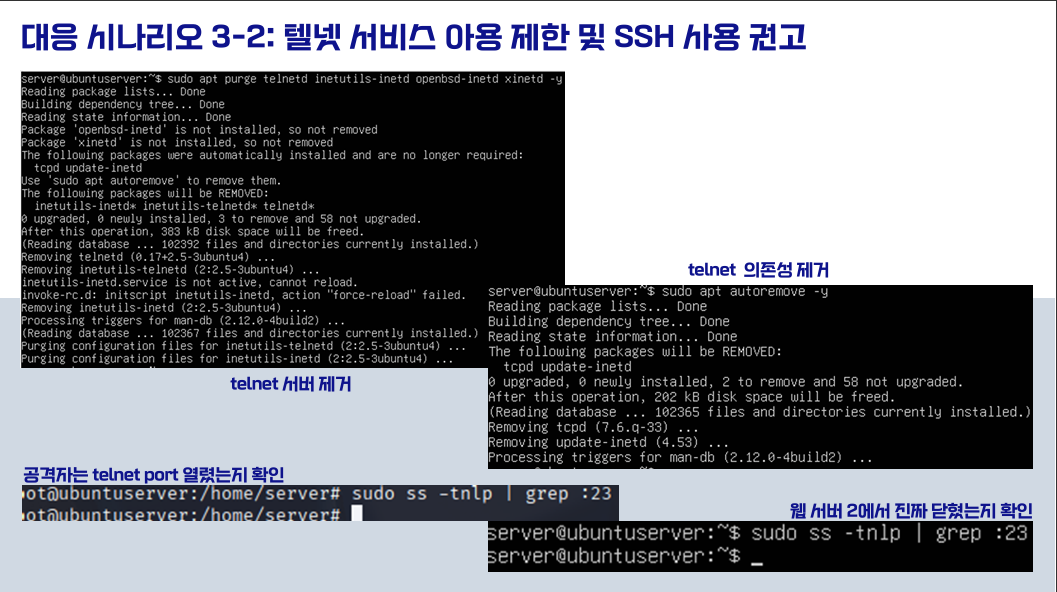 대응 시나리오 3-2: 텔넷 서비스 아용 제한 및 SSH 사용 권고
server@ubuntuserver:~$ sudo apt purge telnetd inetutils-inetd openbsd-inetd xinetd -y
Reading package lists... Done
Building dependency tree... Done
Reading state information... Done
Package 'openbsd-inetd' is not installed, so not removed
Package 'xinetd' is not installed, so not removed
The following packages were automatically installed and are no longer required:
  tcpd update-inetd
Use 'sudo apt autoremove' to remove them.
The following packages will be REMOVED:
  inetutils-inetd* inetutils-telnetd* telnetd*
0 upgraded, 0 newly installed, 3 to remove and 58 not upgraded.
After this operation, 383 kB disk space will be freed.
(Reading database ... 102392 files and directories currently installed.)
Removing telnetd (0.17+2.5-3ubuntu4) ...
Removing inetutils-telnetd (2:2.5-3ubuntu4) ...
inetutils-inetd.service is not active, cannot reload.
invoke-rc.d: initscript inetutils-inetd, action "force-reload" failed.
Removing inetutils-inetd (2:2.5-3ubuntu4) ...
Processing triggers for man-db (2.12.0-4build2) ...
(Reading database ... 102367 files and directories currently installed.)
Purging configuration files for inetutils-telnetd (2:2.5-3ubuntu4) ...
Purging configuration files for inetutils-inetd (2:2.5-3ubuntu4) ...
telnet 서버 제거
telnet 의존성 제거
server@ubuntuserver:~$ sudo apt autoremove -y
Reading package lists... Done
Building dependency tree... Done
Reading state information... Done
The following packages will be REMOVED:
  tcpd update-inetd
0 upgraded, 0 newly installed, 2 to remove and 58 not upgraded.
After this operation, 202 kB disk space will be freed.
(Reading database ... 102365 files and directories currently installed.)
Removing tcpd (7.6.q-33) ...
Removing update-inetd (4.53) ...
Processing triggers for man-db (2.12.0-4build2) ...
공격자는 telnet port 열렸는지 확인
oot@ubuntuserver:/home/server# sudo ss -tnlp | grep :23
oot@ubuntuserver:/home/server#
웹 서버 2에서 진짜 닫혔는지 확인
server@ubuntuserver:~$ sudo ss -tnlp | grep :23
server@ubuntuserver:~$ _